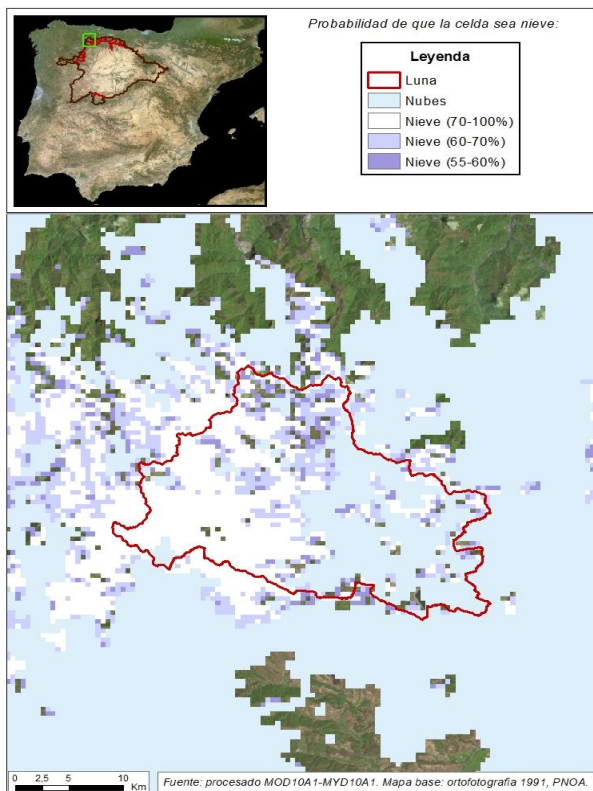 Probabilidad de que la celda sea nieve:
Leyenda
Luna
Nubes
Nieve (70-100%)
Nieve (60-70%)
Nieve (55-60%)
0 2,5 5 10
Km
Fuente: procesado MOD10A1-MYD10A1. Mapa base: ortofotografía 1991, PNOA.